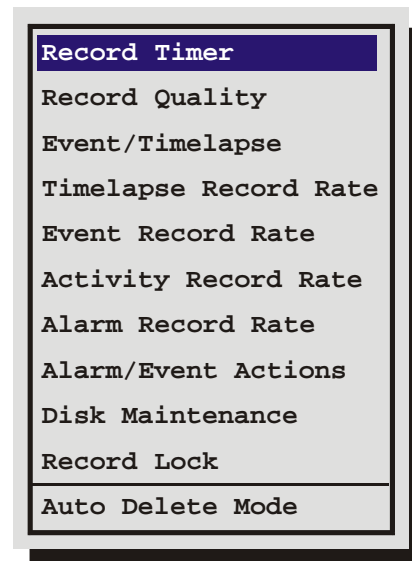 Record Timer
Record Quality
Event/Timelapse
Timelapse Record Rate
Event Record Rate
Activity Record Rate
Alarm Record Rate
Alarm/Event Actions
Disk Maintenance
Record Lock
Auto Delete Mode